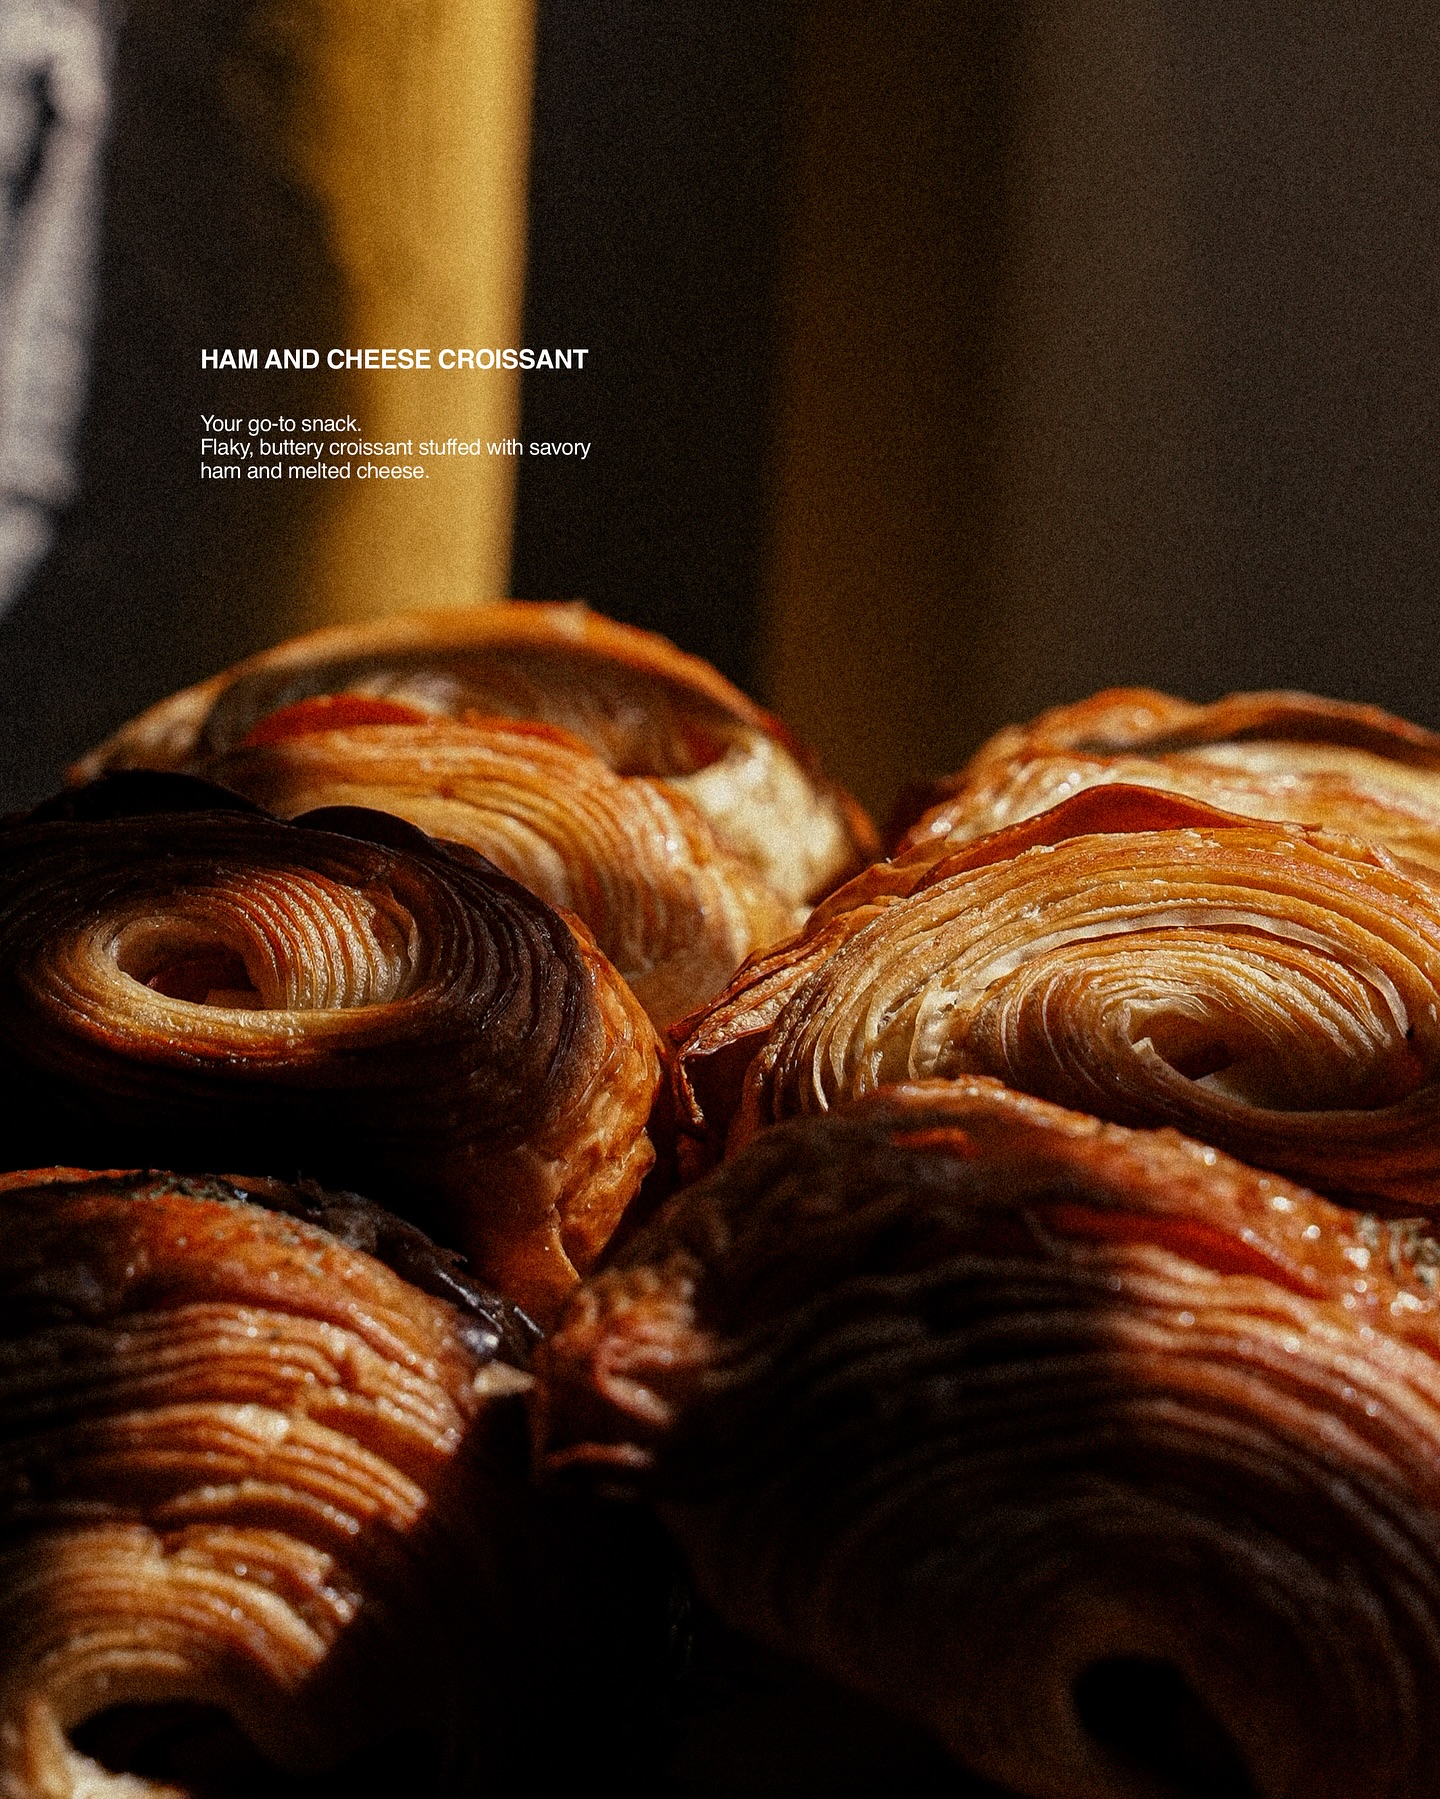 HAM AND CHEESE CROISSANT
Your go-to snack.
Flaky, buttery croissant stuffed with savory
ham and melted cheese.